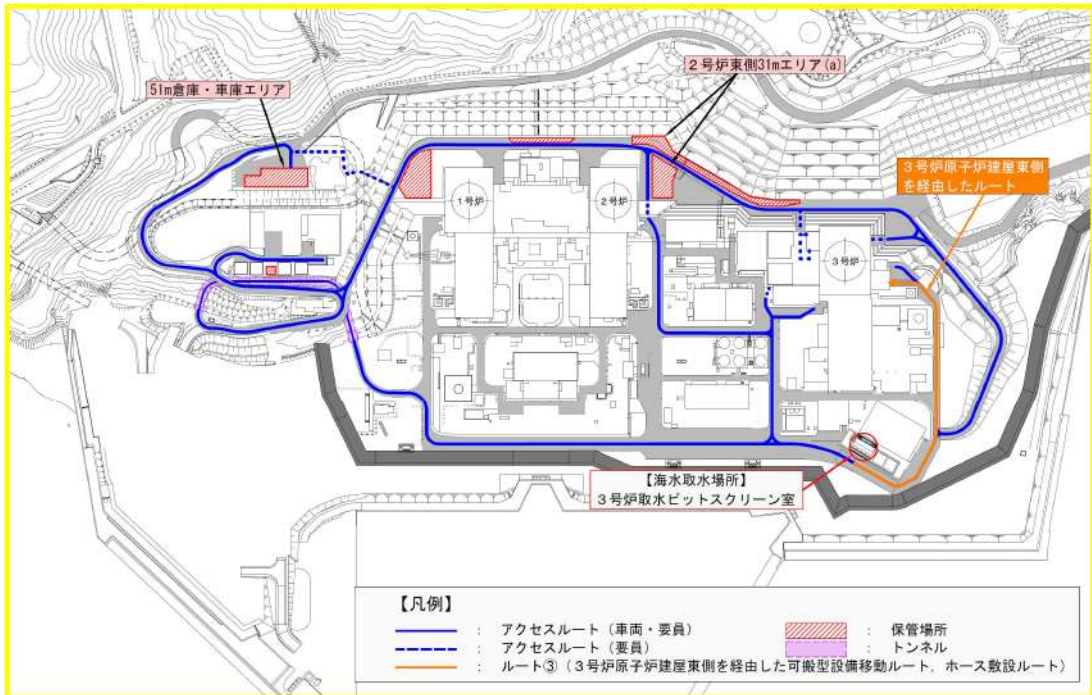 2号炉東側31mエリア(a)
51m倉庫・車庫エリア
3号炉原子炉建屋東側
を経由したルート
1号炉
2号炉
3号炉
【海水取水場所】
3号炉取水ピットスクリーン室
【凡例】
: アクセスルート（車両・要員）
: 保管場所
: アクセスルート（要員）
: トンネル
: ルート③（3号炉原子炉建屋東側を経由した可搬型設備移動ルート，ホース敷設ルート）